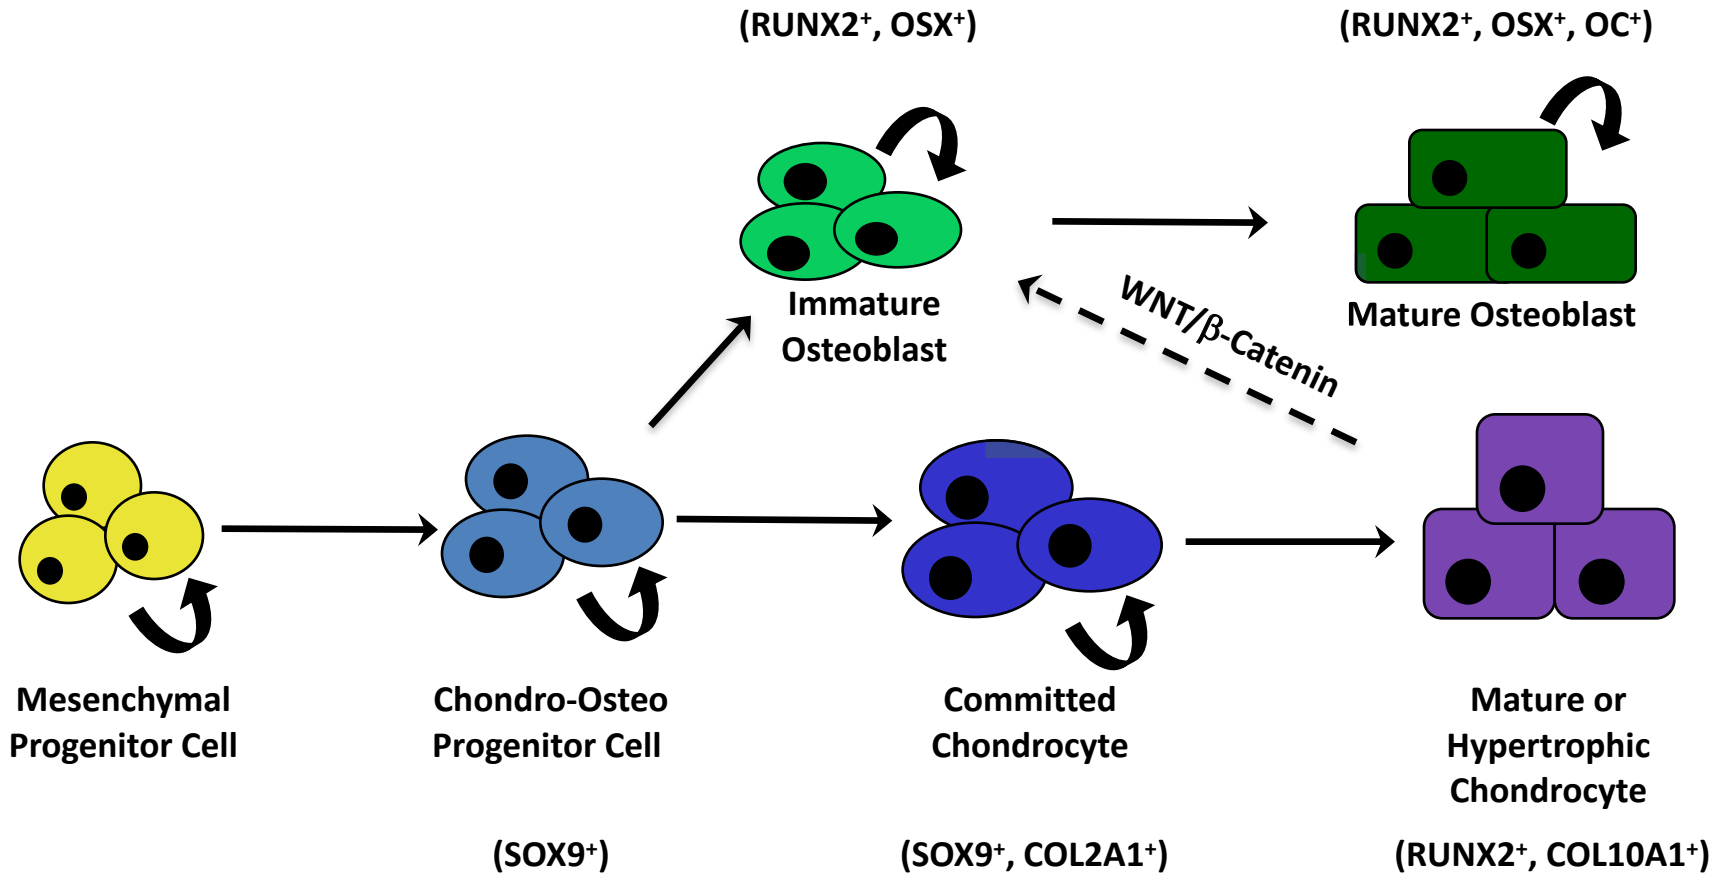 (RUNX2⁺, OSX⁺)
(RUNX2⁺, OSX⁺, OC⁺)
Immature
Osteoblast
Mature Osteoblast
WNT/β-Catenin
Mesenchymal
Progenitor Cell
Chondro-Osteo
Progenitor Cell
Committed
Chondrocyte
Mature or
Hypertrophic
Chondrocyte
(SOX9⁺)
(SOX9⁺, COL2A1⁺)
(RUNX2⁺, COL10A1⁺)